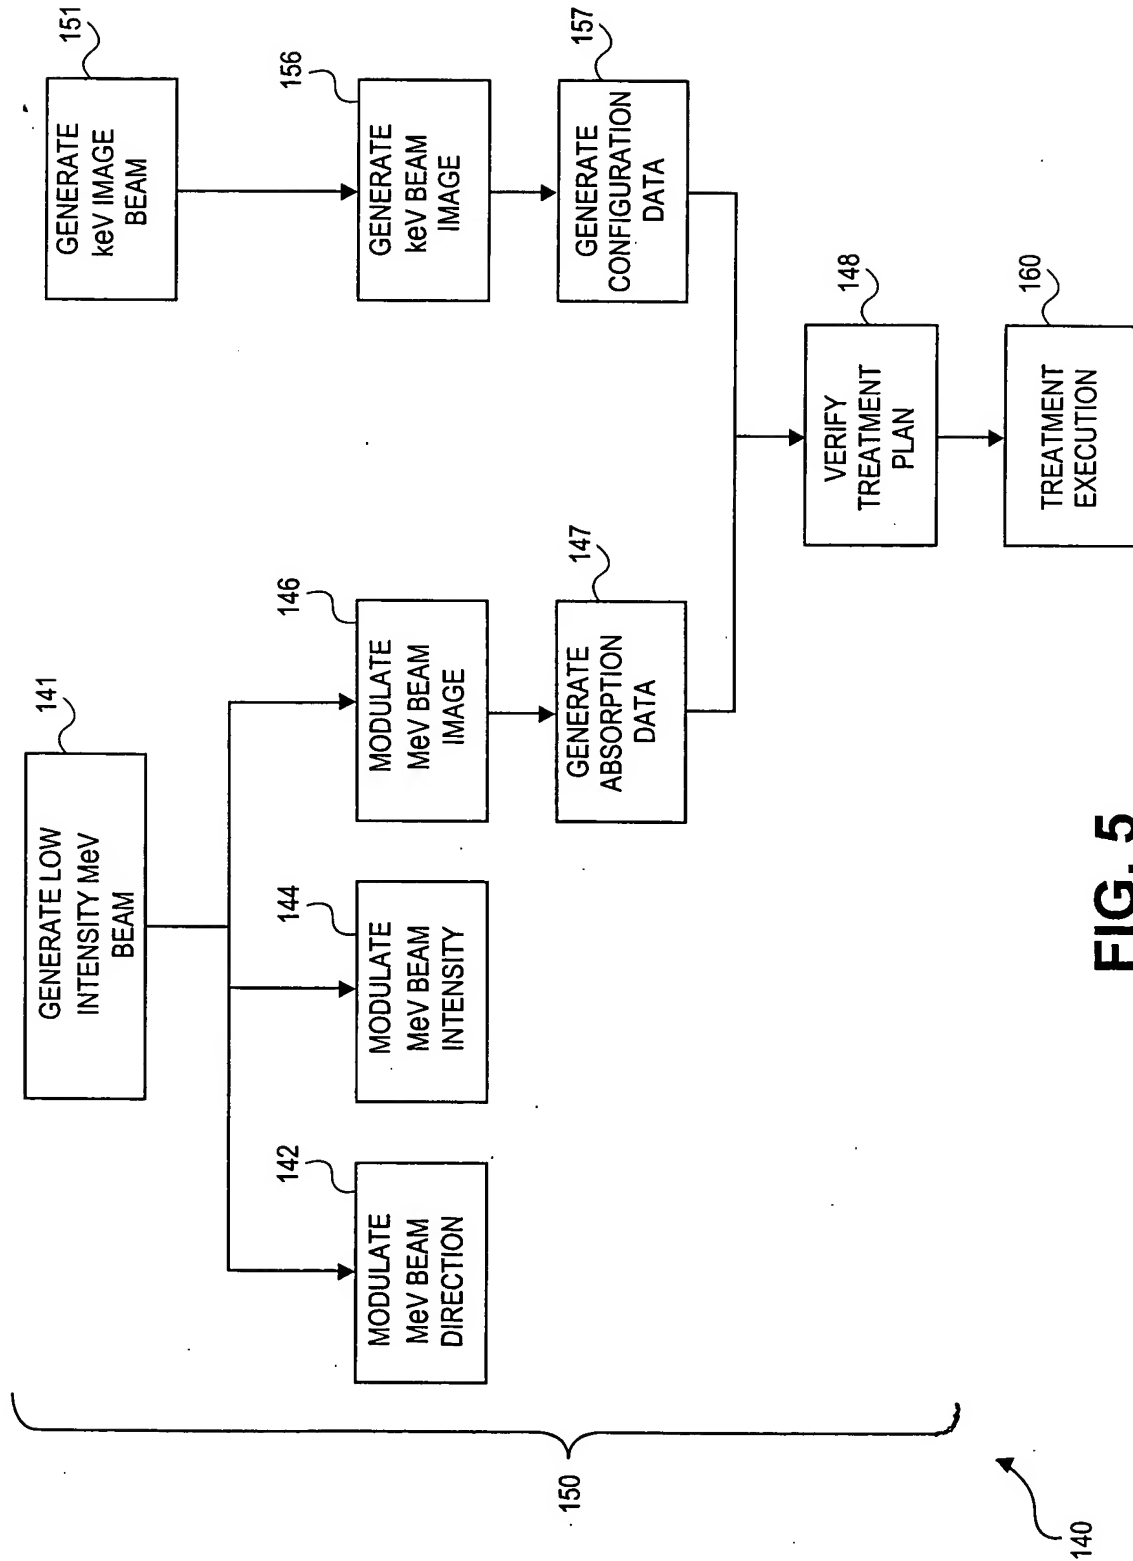 141
GENERATE LOW
INTENSITY MeV
BEAM
151
GENERATE
keV IMAGE
BEAM
142
MODULATE
MeV BEAM
DIRECTION
144
MODULATE
MeV BEAM
INTENSITY
146
MODULATE
MeV BEAM
IMAGE
156
GENERATE
keV BEAM
IMAGE
147
GENERATE
ABSORPTION
DATA
157
GENERATE
CONFIGURATION
DATA
150
148
VERIFY
TREATMENT
PLAN
160
TREATMENT
EXECUTION
140
FIG. 5